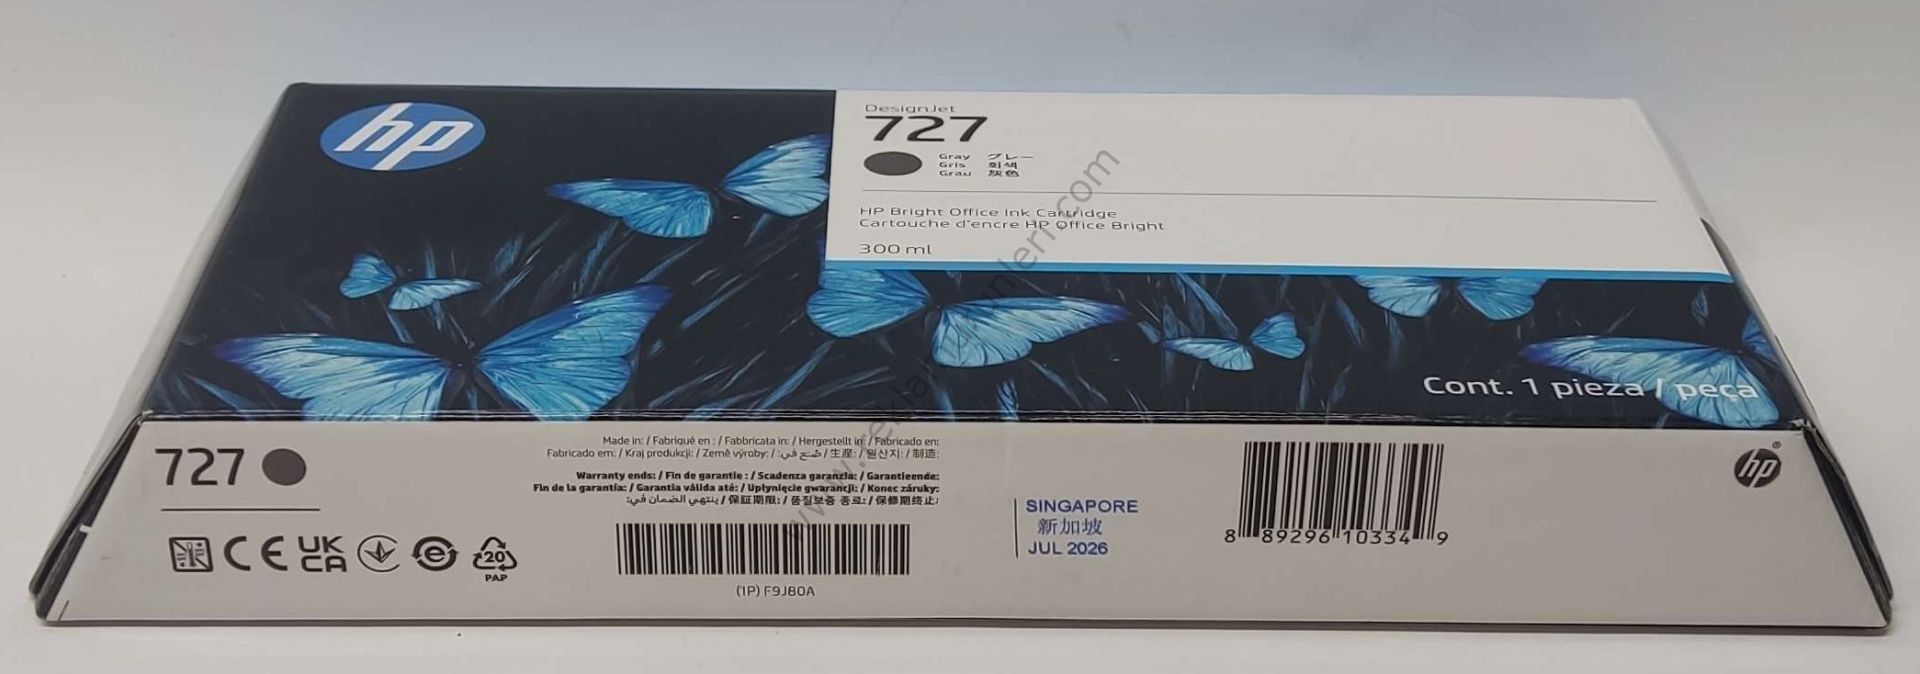 hp
DesignJet
727
Gray グレー
Gris 회색
Grau 灰色
HP Bright Office Ink Cartridge
Cartouche d'encre HP Office Bright
300 ml
Cont. 1 pieza / peça
727
Made in: / Fabriqué en : / Fabbricata in: / Hergestellt in: / Fabricado en:
Fabricado em: / Kraj produkcji: / Země výroby: / صُنع في: / 生産: / 원산지: / 制造:
Warranty ends: / Fin de garantie : / Scadenza garanzia: / Garantieende:
Fin de la garantía: / Garantia válida até: / Upłynięcie gwarancji: / Konec záruky:
ينتهي الضمان في: / 保証期限: / 품질보증 종료: / 保修期终止:
(1P) F9J80A
SINGAPORE
新加坡
JUL 2026
8 89296 10334 9
hp®
CE
UK
CA
e
20
PAP